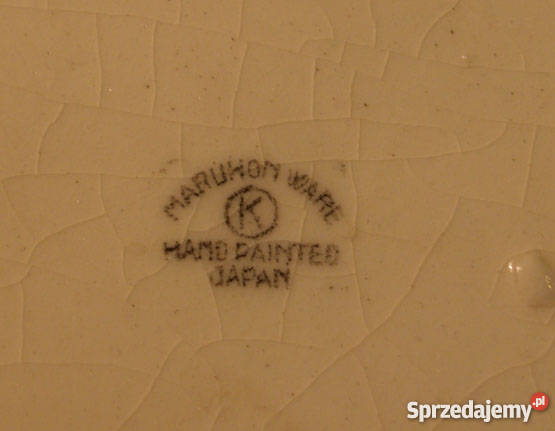 MARUHON WARE
K
HAND PAINTED
JAPAN
Sprzedajemy.pl